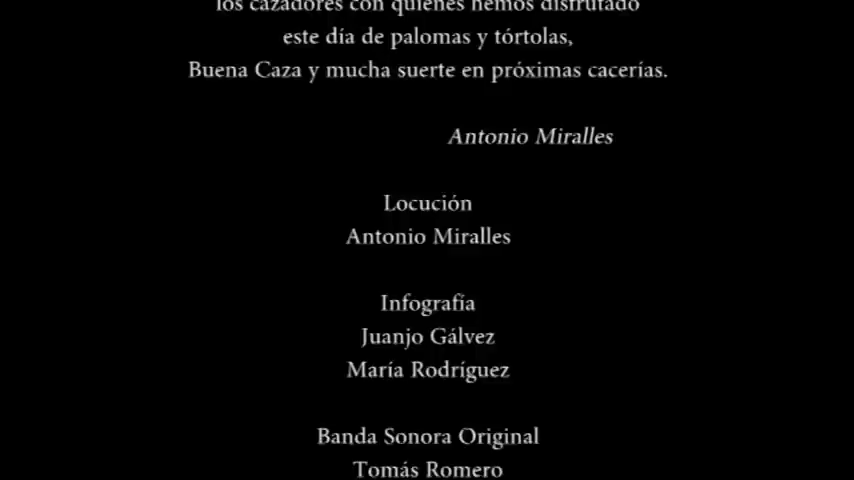 los cazadores con quienes hemos disfrutado
este día de palomas y tórtolas,
Buena Caza y mucha suerte en próximas cacerías.
Antonio Miralles
Locución
Antonio Miralles
Infografía
Juanjo Gálvez
María Rodríguez
Banda Sonora Original
Tomás Romero